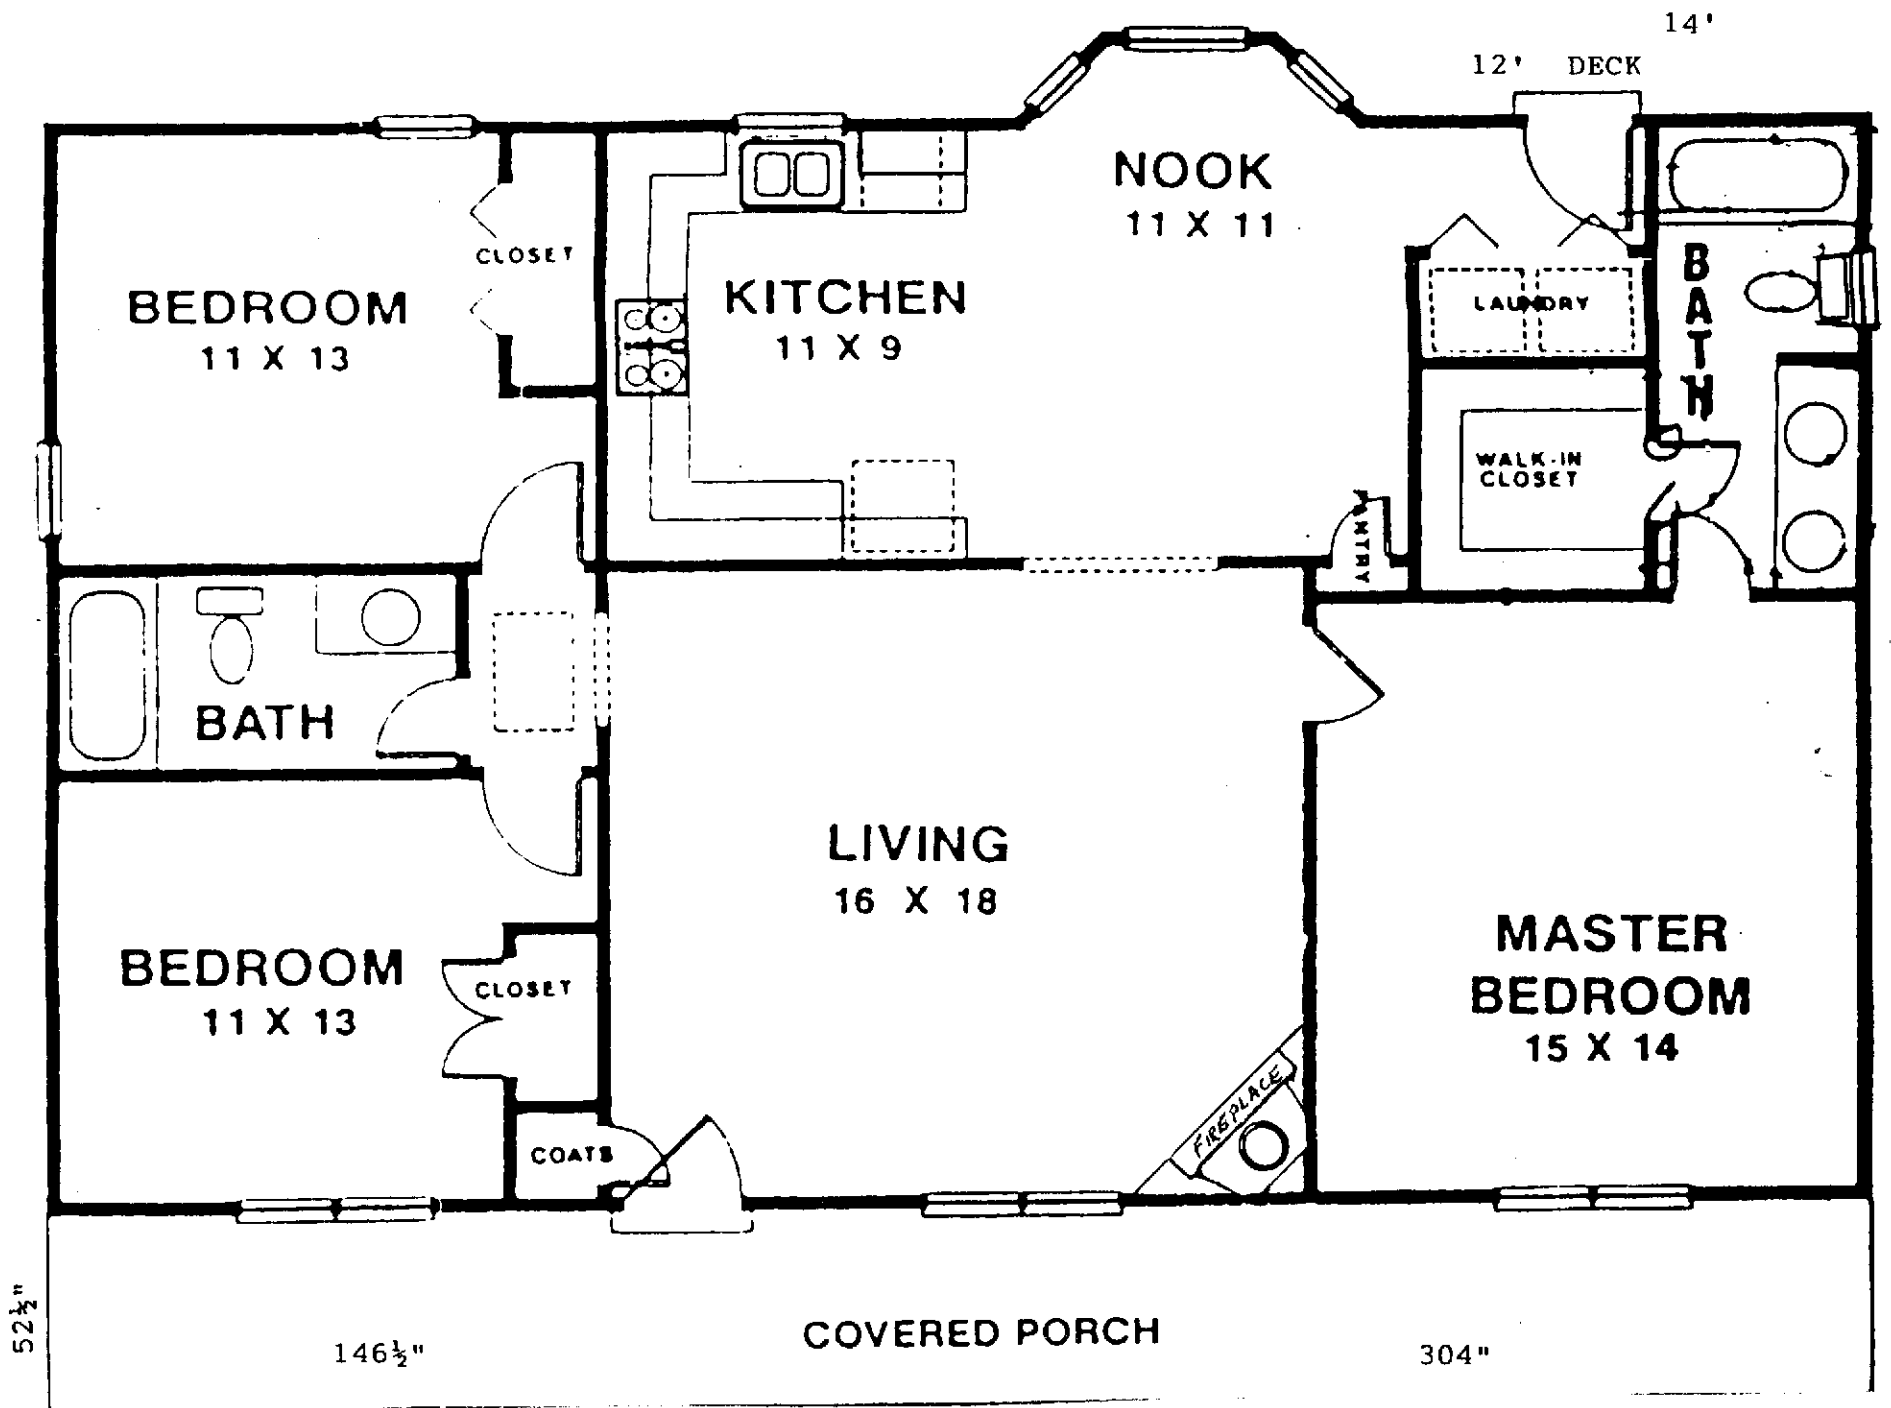 14'
12' DECK
NOOK
11 X 11
CLOSET
BEDROOM
11 X 13
KITCHEN
11 X 9
LAUNDRY
BATH
WALK-IN
CLOSET
PANTRY
BATH
LIVING
16 X 18
MASTER
BEDROOM
15 X 14
BEDROOM
11 X 13
CLOSET
FIREPLACE
COATS
52½"
146½"
COVERED PORCH
304"